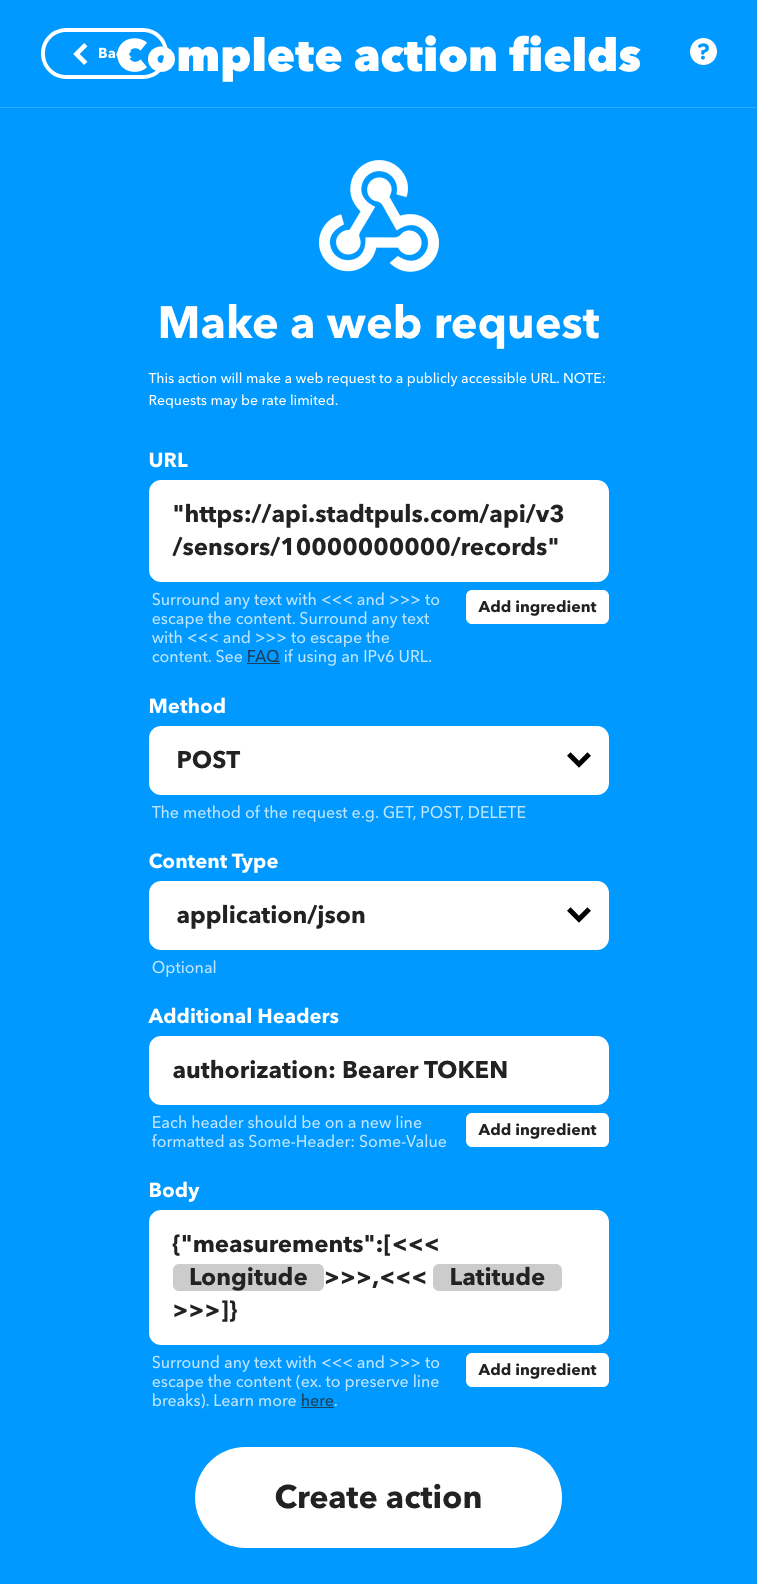 Back
Complete action fields
?
Make a web request
This action will make a web request to a publicly accessible URL. NOTE:
Requests may be rate limited.
URL
"https://api.stadtpuls.com/api/v3
/sensors/10000000000/records"
Surround any text with <<< and >>> to
escape the content. Surround any text
with <<< and >>> to escape the
content. See FAQ if using an IPv6 URL.
Add ingredient
Method
POST
The method of the request e.g. GET, POST, DELETE
Content Type
application/json
Optional
Additional Headers
authorization: Bearer TOKEN
Each header should be on a new line
formatted as Some-Header: Some-Value
Add ingredient
Body
{"measurements":[<<<
Longitude >>>,<<< Latitude
>>>]}
Surround any text with <<< and >>> to
escape the content (ex. to preserve line
breaks). Learn more here.
Add ingredient
Create action